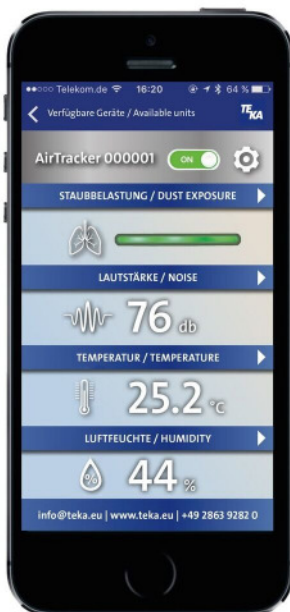 Telekom.de 16:20 64 %
Verfügbare Geräte / Available units
TEKA
AirTracker 000001 ON
STAUBBELASTUNG / DUST EXPOSURE
LAUTSTÄRKE / NOISE
76 db
TEMPERATUR / TEMPERATURE
25.2 °C
LUFTFEUCHTE / HUMIDITY
%
44 %
info@teka.eu | www.teka.eu | +49 2863 9282 0